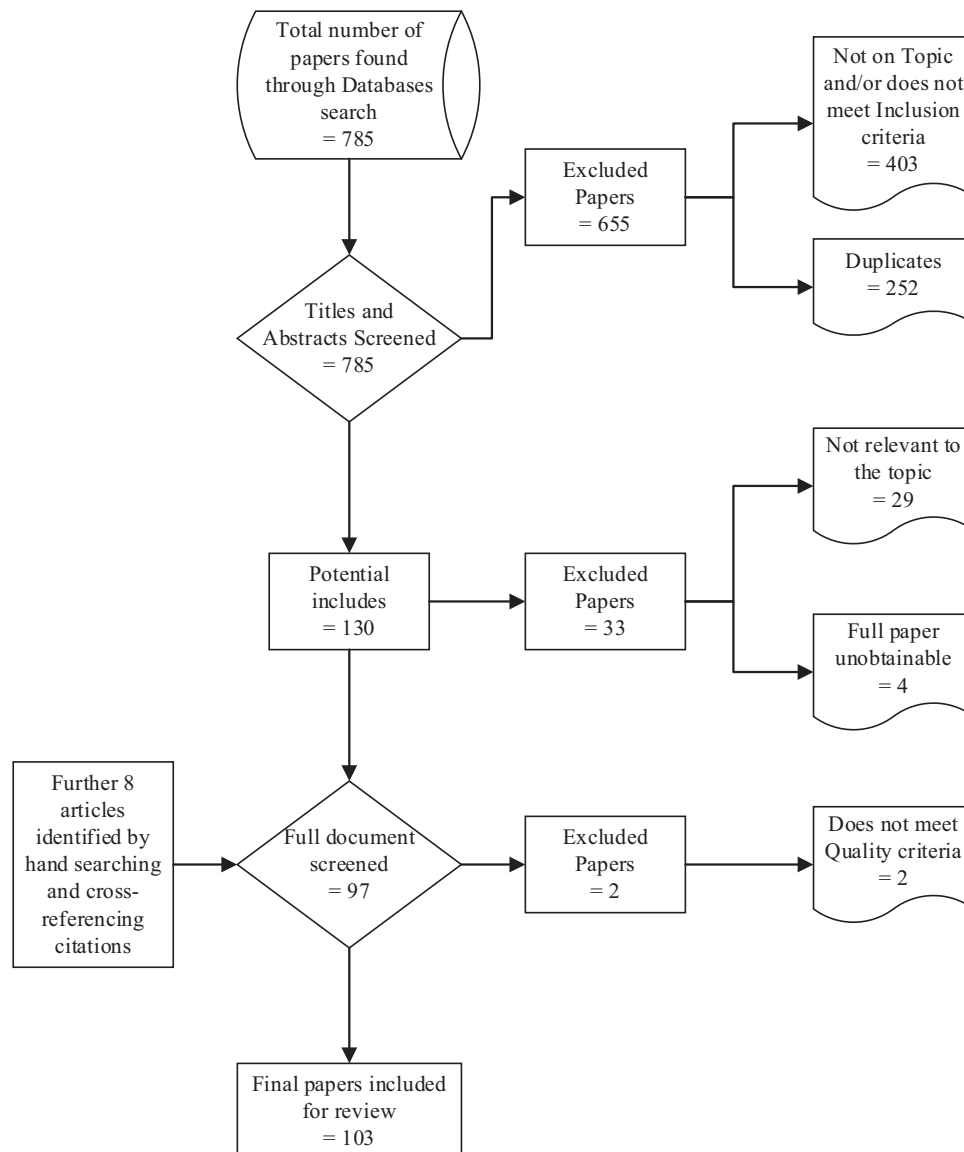 Total number of
papers found
through Databases
search
= 785
Not on Topic
and/or does not
meet Inclusion
criteria
= 403
Excluded
Papers
= 655
Duplicates
= 252
Titles and
Abstracts Screened
= 785
Not relevant to
the topic
= 29
Potential
includes
= 130
Excluded
Papers
= 33
Full paper
unobtainable
= 4
Further 8
articles
identified by
hand searching
and cross-
referencing
citations
Full document
screened
= 97
Excluded
Papers
= 2
Does not meet
Quality criteria
= 2
Final papers included
for review
= 103